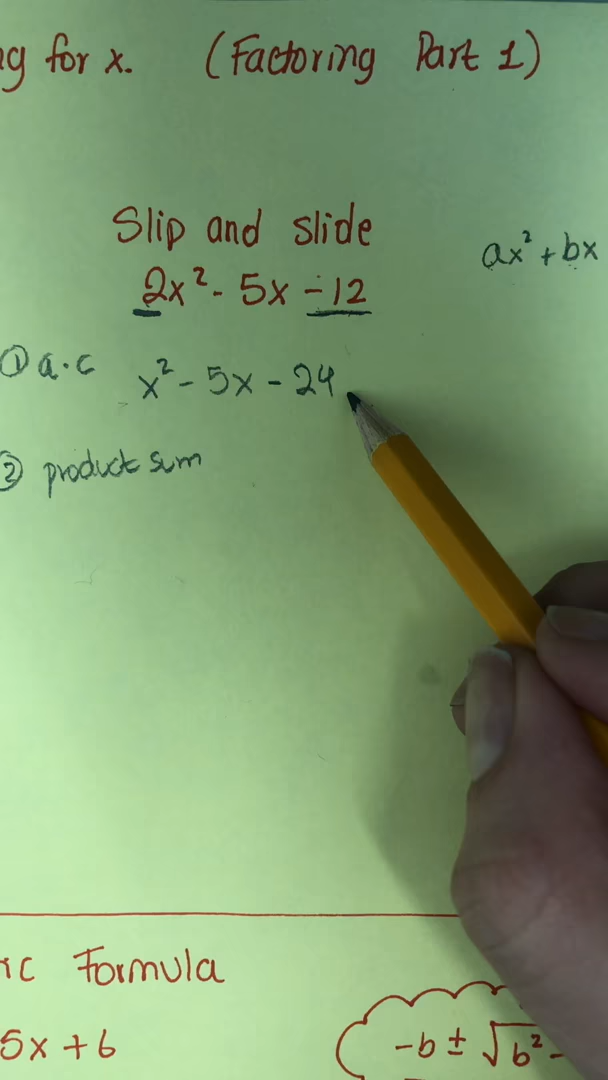 g for x. (Factoring Part 1)
Slip and slide
2x² - 5x - 12
ax² + bx
① a·c x² - 5x - 24
② product sum
ic Formula
5x + 6
-b ± √b² -